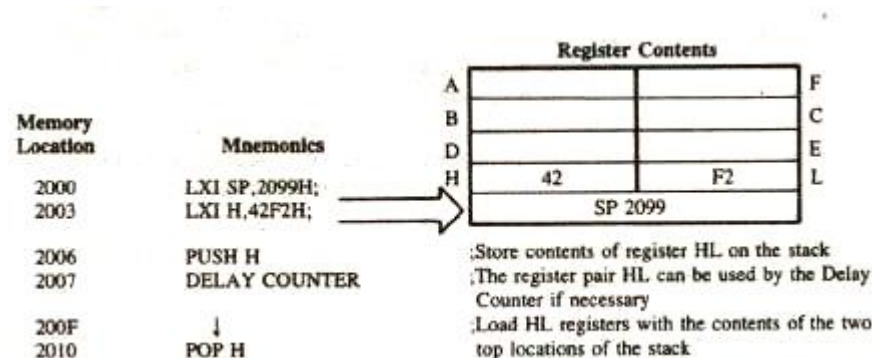 Register Contents
A F
B C
Memory
Location Mnemonics
D E
H 42 F2 L
2000 LXI SP,2099H;
SP 2099
2003 LXI H,42F2H;
2006 PUSH H ;Store contents of register HL on the stack
2007 DELAY COUNTER ;The register pair HL can be used by the Delay
Counter if necessary
200F ↓ ;Load HL registers with the contents of the two
2010 POP H top locations of the stack